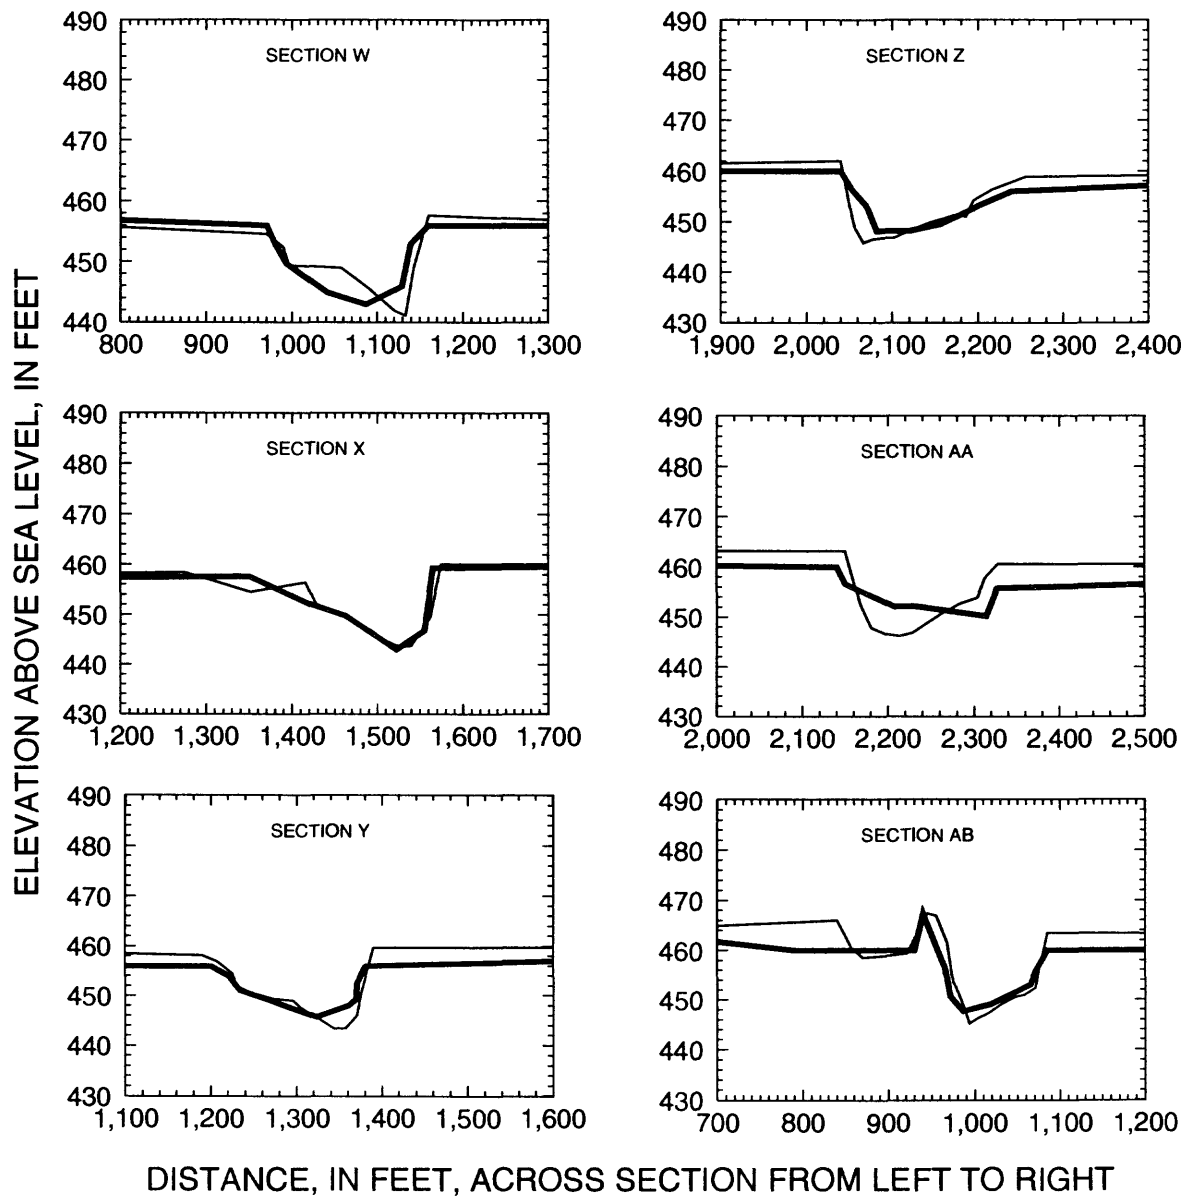 ELEVATION ABOVE SEA LEVEL, IN FEET
SECTION W
490
480
470
460
450
440
800 900 1,000 1,100 1,200 1,300
SECTION Z
490
480
470
460
450
440
430
1,900 2,000 2,100 2,200 2,300 2,400
SECTION X
490
480
470
460
450
440
430
1,200 1,300 1,400 1,500 1,600 1,700
SECTION AA
490
480
470
460
450
440
430
2,000 2,100 2,200 2,300 2,400 2,500
SECTION Y
490
480
470
460
450
440
430
1,100 1,200 1,300 1,400 1,500 1,600
SECTION AB
490
480
470
460
450
440
430
700 800 900 1,000 1,100 1,200
DISTANCE, IN FEET, ACROSS SECTION FROM LEFT TO RIGHT